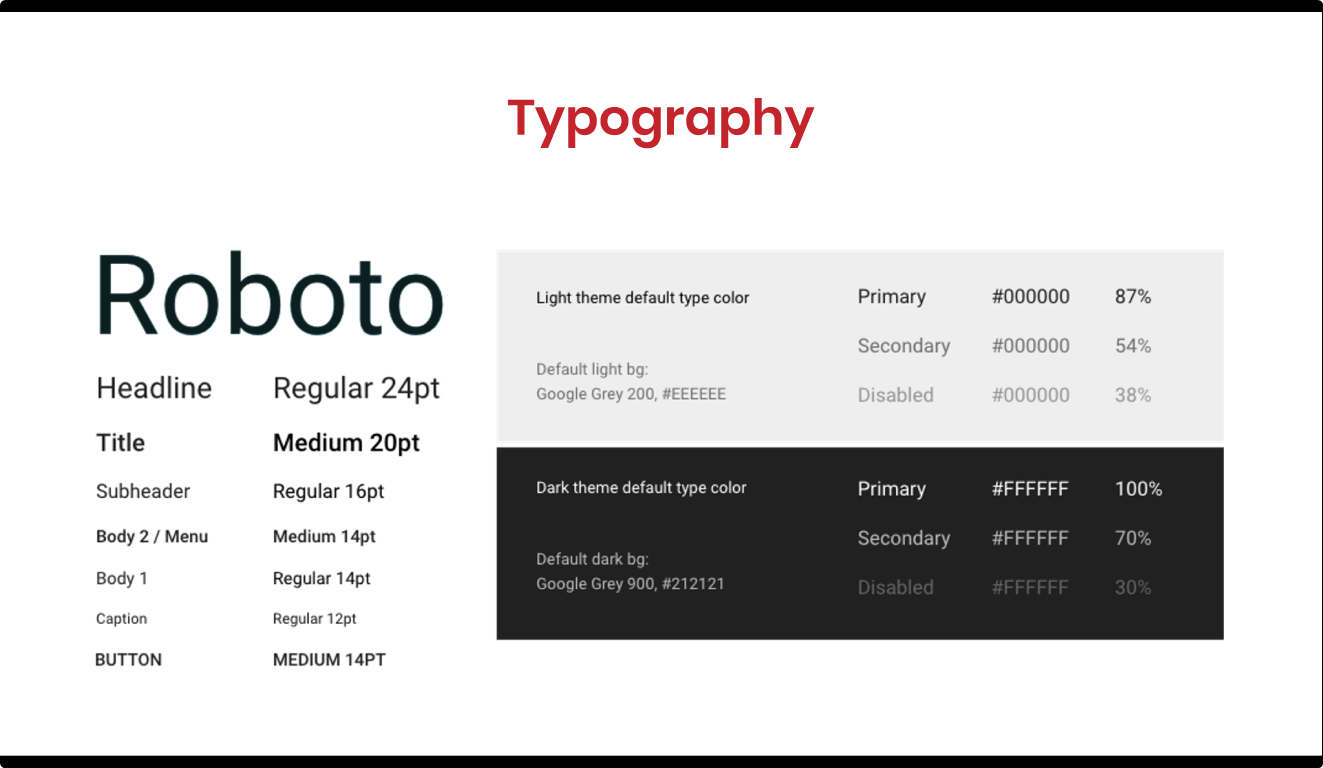 Typography
Roboto
Headline Regular 24pt
Title Medium 20pt
Subheader Regular 16pt
Body 2 / Menu Medium 14pt
Body 1 Regular 14pt
Caption Regular 12pt
BUTTON MEDIUM 14PT
Light theme default type color
Default light bg:
Google Grey 200, #EEEEEE
Primary #000000 87%
Secondary #000000 54%
Disabled #000000 38%
Dark theme default type color
Default dark bg:
Google Grey 900, #212121
Primary #FFFFFF 100%
Secondary #FFFFFF 70%
Disabled #FFFFFF 30%